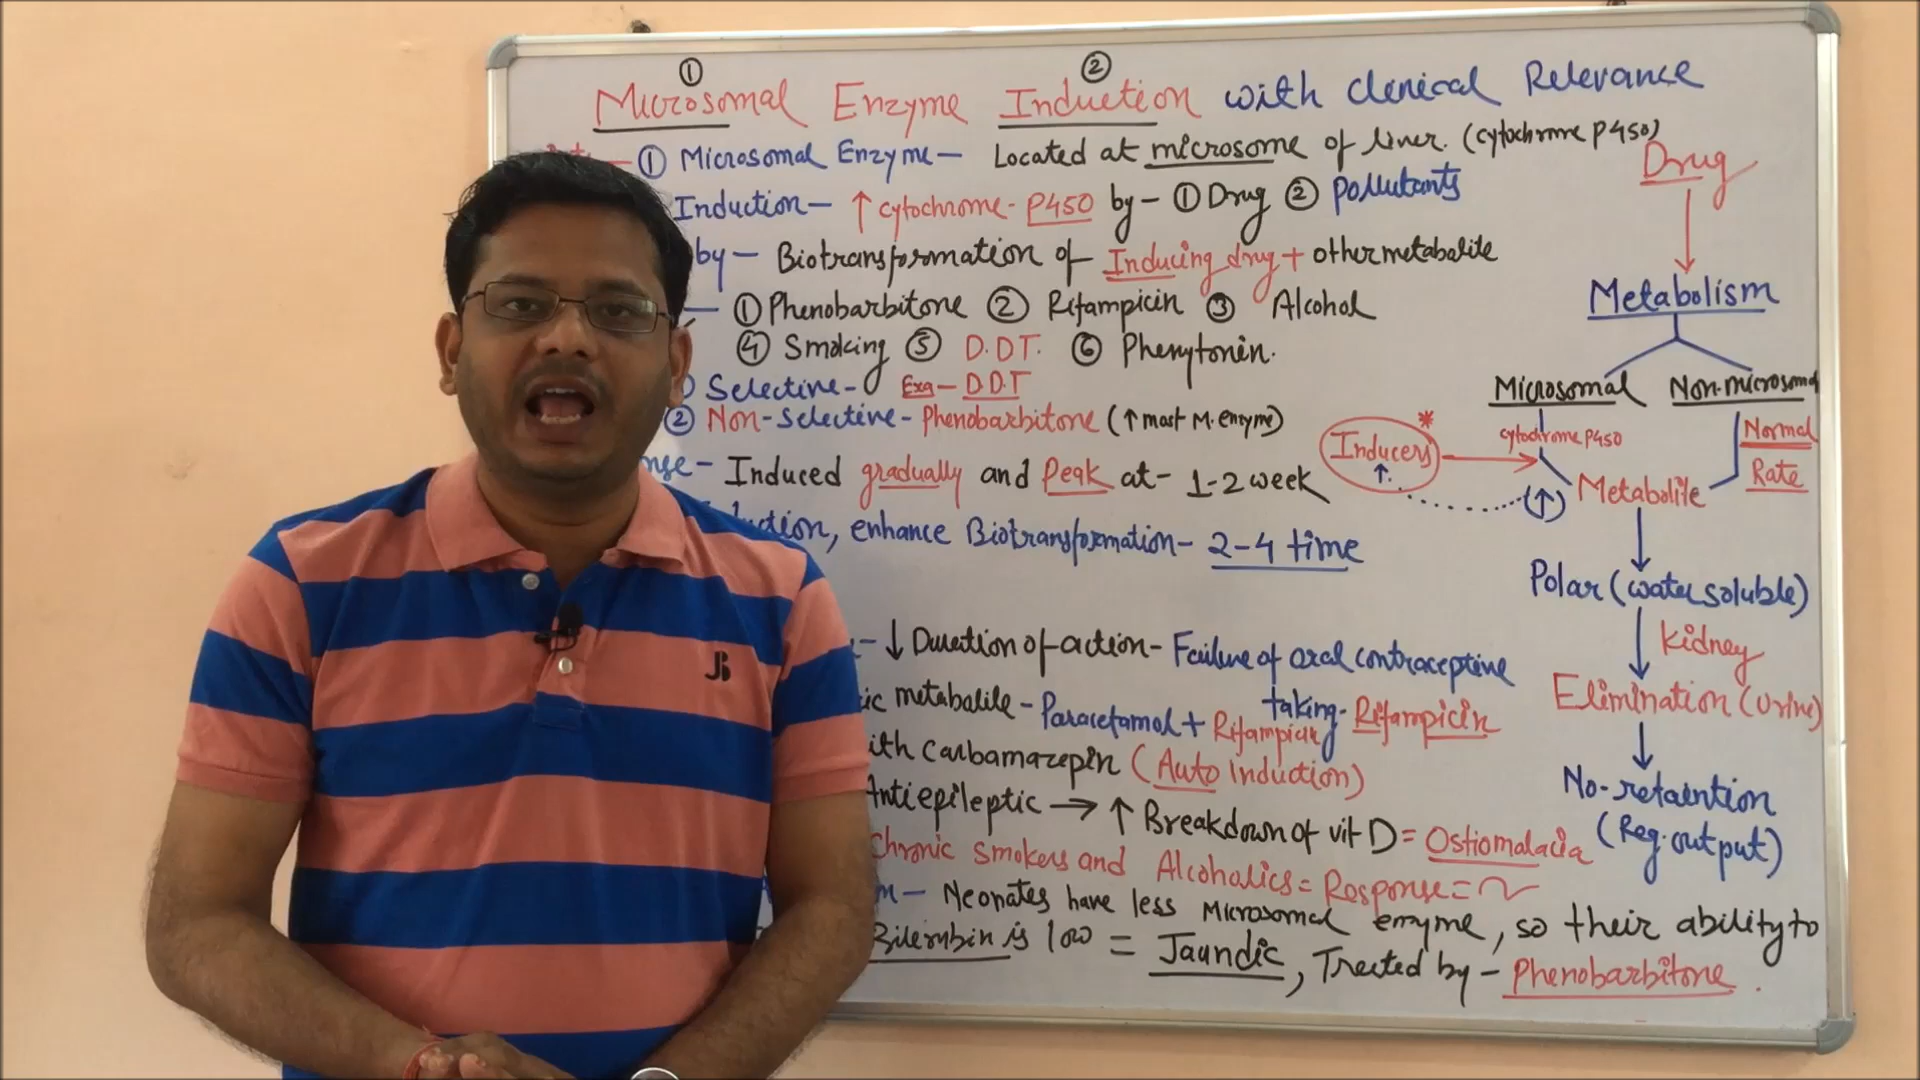 ① ②
Microsomal Enzyme Induction with clinical Relevance
① Microsomal Enzyme — Located at microsome of liver. (cytochrome P450)
Induction — ↑ cytochrome - P450 by - ① Drug ② Pollutants
by — Biotransformation of Inducing drug + other metabolite
— ① Phenobarbitone ② Rifampicin ③ Alcohol
④ Smoking ⑤ D.D.T. ⑥ Phenytonin.
Selective - Exa - D.D.T
② Non-Selective - Phenobarbitone (↑ most M. enzyme)
nse - Induced gradually and Peak at - 1-2 week
uction, enhance Biotransformation - 2-4 time
- ↓ Duration of action - Failure of oral contraceptive
taking - Rifampicin
ic metabolite - Paracetamol + Rifampicin
ith Carbamazepin (Auto Induction)
Antiepileptic → ↑ Breakdown of vit D = Ostiomalacia
Chronic smokers and Alcoholics = Response =
m — Neonates have less Microsomal enzyme, so their ability to
Bilerubin is low = Jaundic, Treated by - Phenobarbitone.
Drug
Metabolism
Microsomal Non-microsomal
cytochrome P450
Normal
Rate
Inducers *
↑
(↑)
Metabolite
Polar (water soluble)
Kidney
Elimination (Urine)
No-retaintion
(Reg. output)
JB